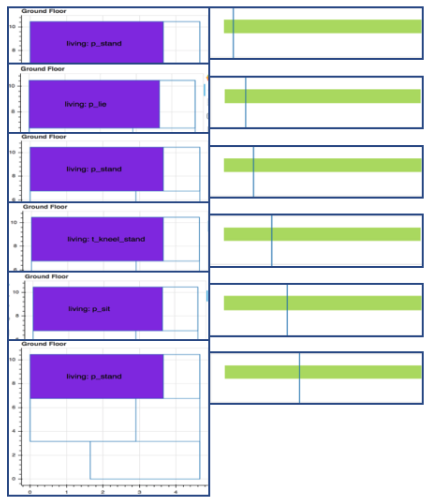 Ground Floor
10
living: p_stand
8
Ground Floor
10
living: p_lie
8
Ground Floor
10
living: p_stand
8
Ground Floor
10
living: t_kneel_stand
8
Ground Floor
10
living: p_sit
8
Ground Floor
10
living: p_stand
8
6
4
2
0
0 1 2 3 4